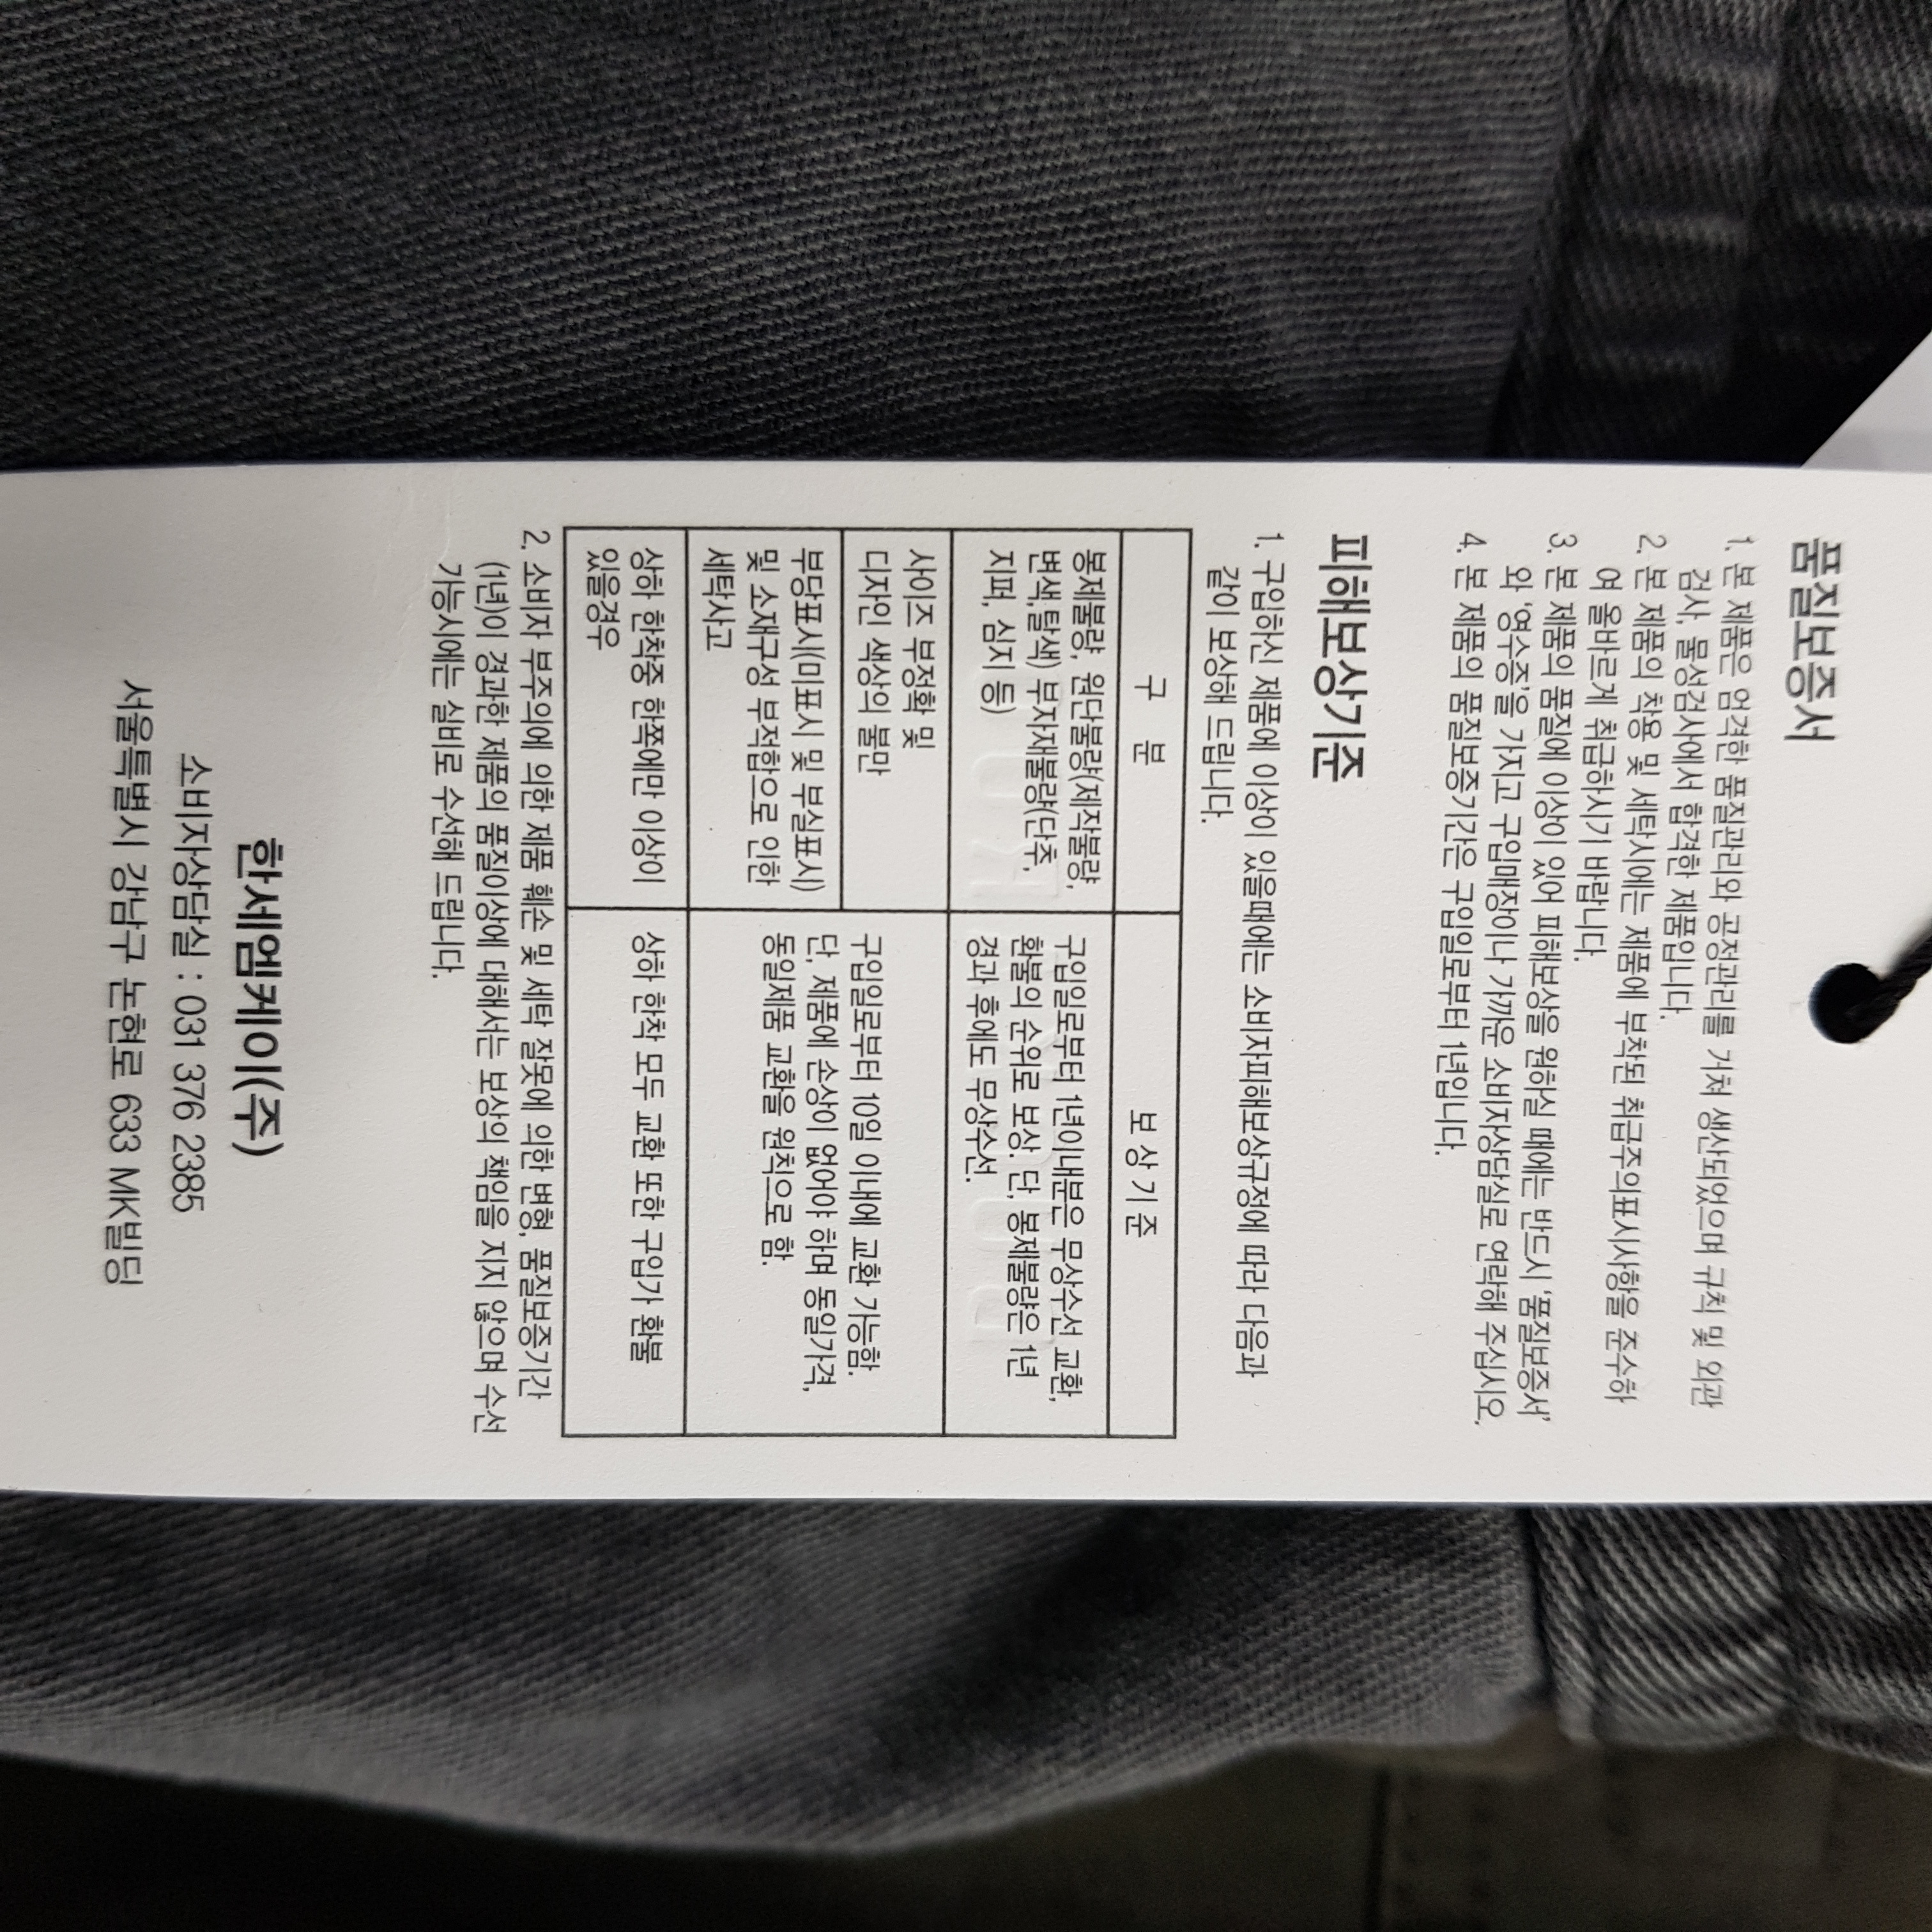 품질보증서
1. 본 제품은 엄격한 품질관리와 공정관리를 거쳐 생산되었으며 규칙 및 외관
검사, 물성검사에서 합격한 제품입니다.
2. 본 제품의 착용 및 세탁시에는 제품에 부착된 취급주의표시사항을 준수하
여 올바르게 취급하시기 바랍니다.
3. 본 제품의 품질에 이상이 있어 피해보상을 원하실 때에는 반드시 '품질보증서'
와 '영수증'을 가지고 구입매장이나 가까운 소비자상담실로 연락해 주십시오.
4. 본 제품의 품질보증기간은 구입일로부터 1년입니다.
피해보상기준
1. 구입하신 제품에 이상이 있을때에는 소비자피해보상규정에 따라 다음과
같이 보상해 드립니다.
구 분
보 상 기 준
봉제불량, 원단불량(제작불량,
변색,탈색) 부자재불량(단추,
지퍼, 심지 등)
구입일로부터 1년이내분은 무상수선 교환,
환불의 순위로 보상. 단, 봉제불량은 1년
경과 후에도 무상수선.
사이즈 부정확 및
디자인 색상의 불만
구입일로부터 10일 이내에 교환 가능함.
단, 제품에 손상이 없어야 하며 동일가격,
동일제품 교환을 원칙으로 함.
부당표시(미표시 및 부실표시)
및 소재구성 부적합으로 인한
세탁사고
상하 한착중 한쪽에만 이상이
있을경우
상하 한착 모두 교환 또한 구입가 환불
2. 소비자 부주의에 의한 제품 훼손 및 세탁 잘못에 의한 변형, 품질보증기간
(1년)이 경과한 제품의 품질이상에 대해서는 보상의 책임을 지지 않으며 수선
가능시에는 실비로 수선해 드립니다.
한세엠케이(주)
소비자상담실 : 031 376 2385
서울특별시 강남구 논현로 633 MK빌딩